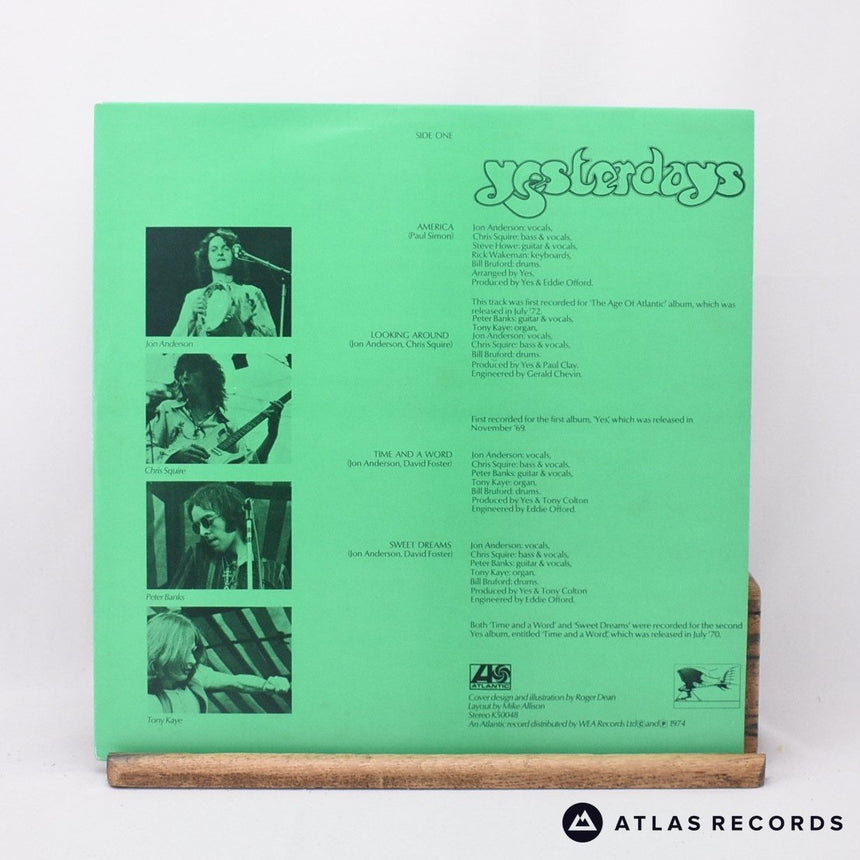 SIDE ONE
yesterdays
AMERICA
(Paul Simon)
Jon Anderson: vocals,
Chris Squire: bass & vocals,
Steve Howe: guitar & vocals,
Rick Wakeman: keyboards,
Bill Bruford: drums.
Arranged by Yes.
Produced by Yes & Eddie Offord.
This track was first recorded for 'The Age Of Atlantic' album, which was
released in July '72.
LOOKING AROUND
(Jon Anderson, Chris Squire)
Peter Banks: guitar & vocals,
Tony Kaye: organ,
Jon Anderson: vocals,
Chris Squire: bass & vocals,
Bill Bruford: drums.
Produced by Yes & Paul Clay.
Engineered by Gerald Chevin.
First recorded for the first album, 'Yes', which was released in
November '69.
TIME AND A WORD
(Jon Anderson, David Foster)
Jon Anderson: vocals,
Chris Squire: bass & vocals,
Peter Banks: guitar & vocals,
Tony Kaye: organ,
Bill Bruford: drums.
Produced by Yes & Tony Colton
Engineered by Eddie Offord.
SWEET DREAMS
(Jon Anderson, David Foster)
Jon Anderson: vocals,
Chris Squire: bass & vocals,
Peter Banks: guitar & vocals,
Tony Kaye: organ,
Bill Bruford: drums.
Produced by Yes & Tony Colton
Engineered by Eddie Offord.
Both 'Time and a Word' and 'Sweet Dreams' were recorded for the second
Yes album, entitled 'Time and a Word', which was released in July '70.
Jon Anderson
Chris Squire
Peter Banks
Tony Kaye
ATLANTIC
Cover design and illustration by Roger Dean
Layout by Mike Allison
Stereo K50048
An Atlantic record distributed by WEA Records Ltd © and ℗ 1974
ATLAS RECORDS